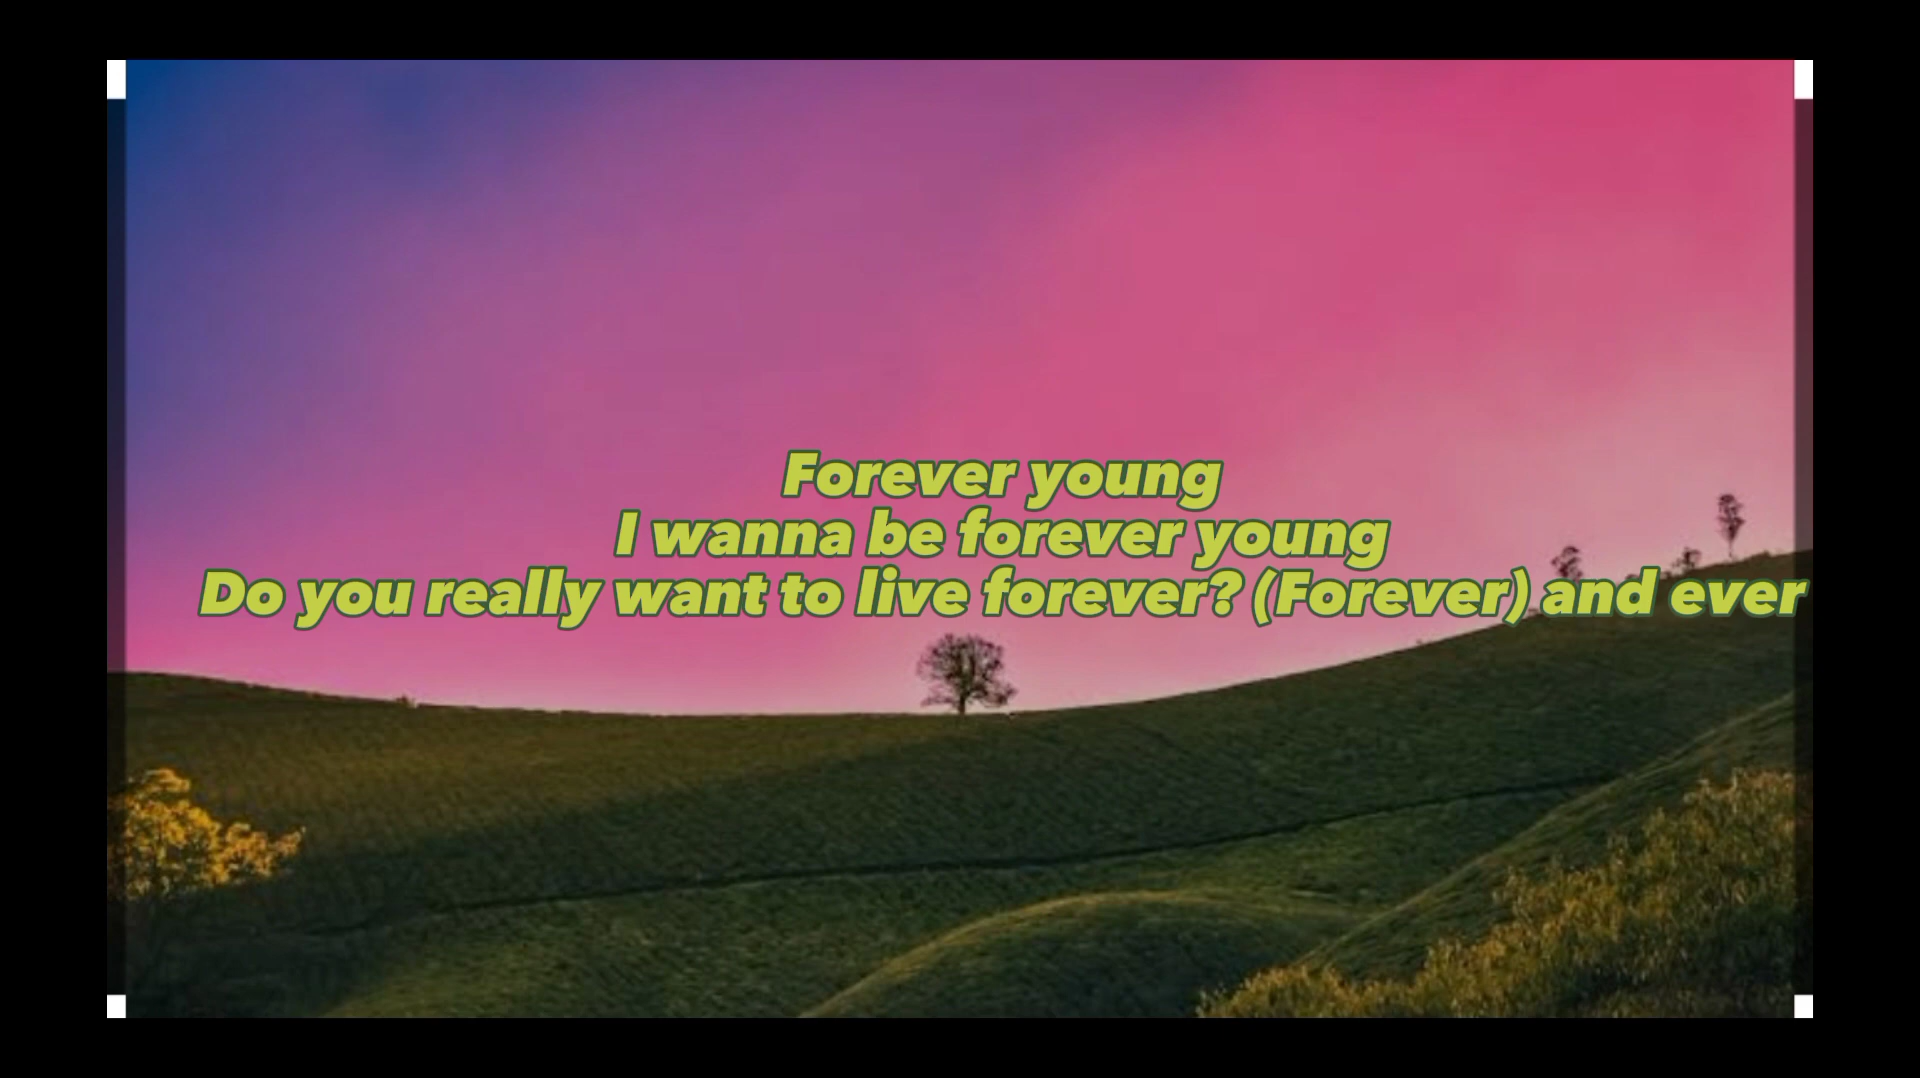 Forever young
I wanna be forever young
Do you really want to live forever? (Forever) and ever